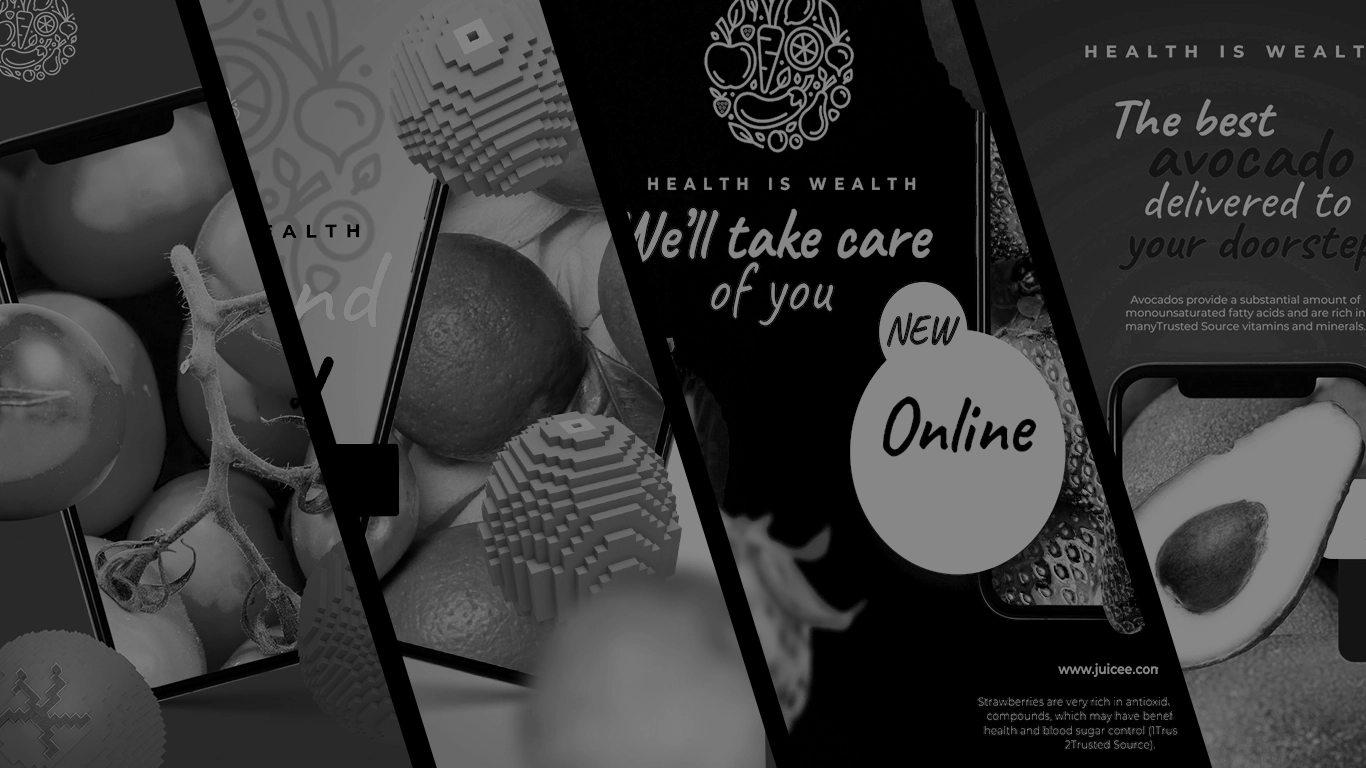 EALTH
nd
HEALTH IS WEALTH
We'll take care
of you
NEW
Online
www.juicee.com
Strawberries are very rich in antioxid
compounds, which may have benef
health and blood sugar control (1Trus
2Trusted Source).
HEALTH IS WEALT
The best
avocado
delivered to
your doorstep
Avocados provide a substantial amount of
monounsaturated fatty acids and are rich in
manyTrusted Source vitamins and minerals.